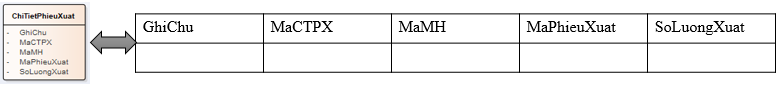 ChiTietPhieuXuat
- GhiChu
- MaCTPX
- MaMH
- MaPhieuXuat
- SoLuongXuat
GhiChu MaCTPX MaMH MaPhieuXuat SoLuongXuat